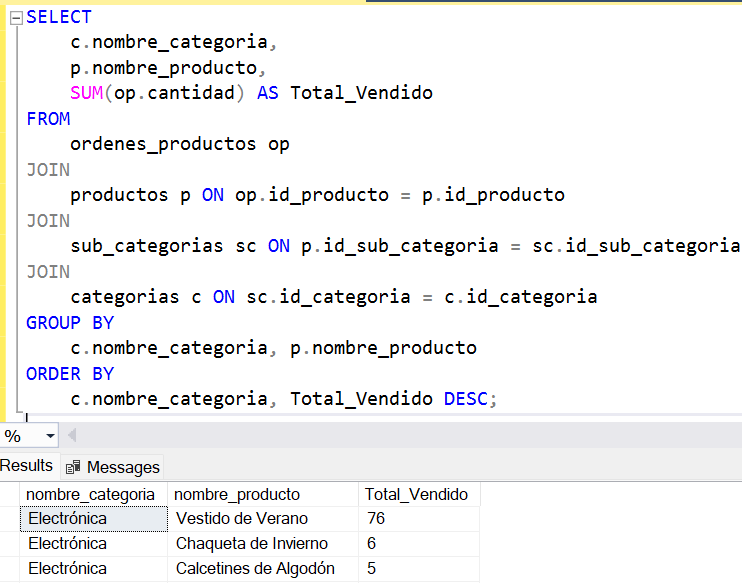 SELECT
c.nombre_categoria,
p.nombre_producto,
SUM(op.cantidad) AS Total_Vendido
FROM
ordenes_productos op
JOIN
productos p ON op.id_producto = p.id_producto
JOIN
sub_categorias sc ON p.id_sub_categoria = sc.id_sub_categoria
JOIN
categorias c ON sc.id_categoria = c.id_categoria
GROUP BY
c.nombre_categoria, p.nombre_producto
ORDER BY
c.nombre_categoria, Total_Vendido DESC;
%
Results Messages
nombre_categoria nombre_producto Total_Vendido
Electrónica Vestido de Verano 76
Electrónica Chaqueta de Invierno 6
Electrónica Calcetines de Algodón 5